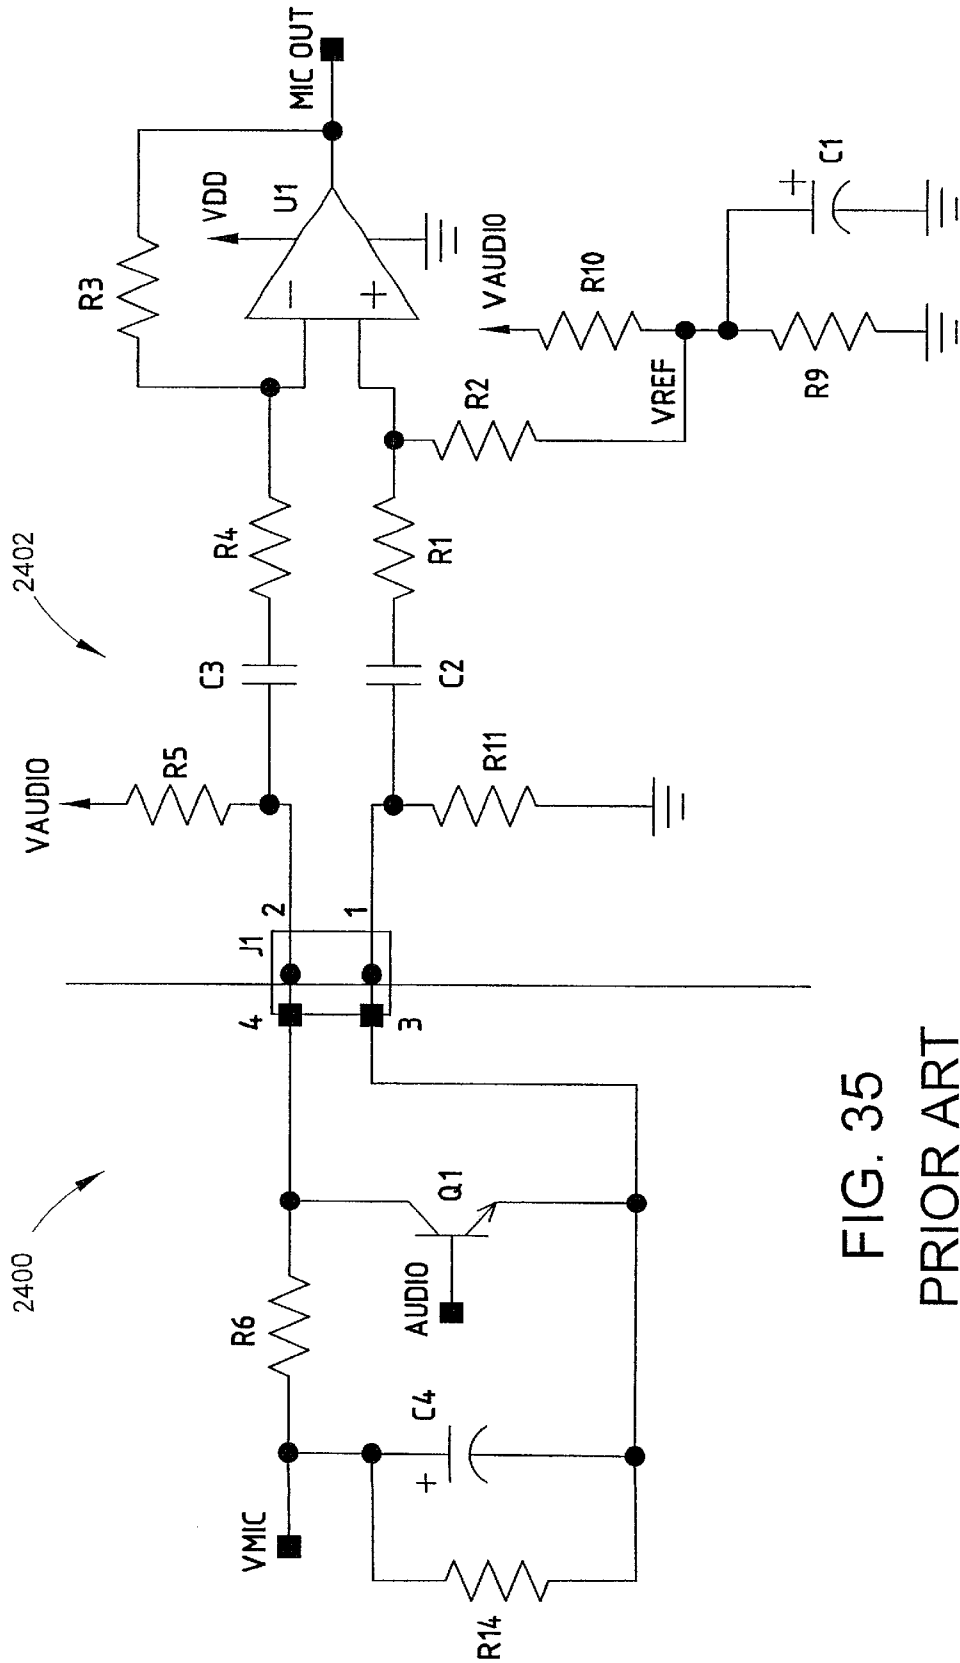 2400
2402
VMIC
R14
+
C4
R6
AUDIO
Q1
4
3
J1
2
1
VAUDIO
R5
R11
C3
C2
R4
R1
R2
R3
VDD
U1
−
+
MIC OUT
VAUDIO
R10
VREF
R9
+
C1
FIG. 35
PRIOR ART